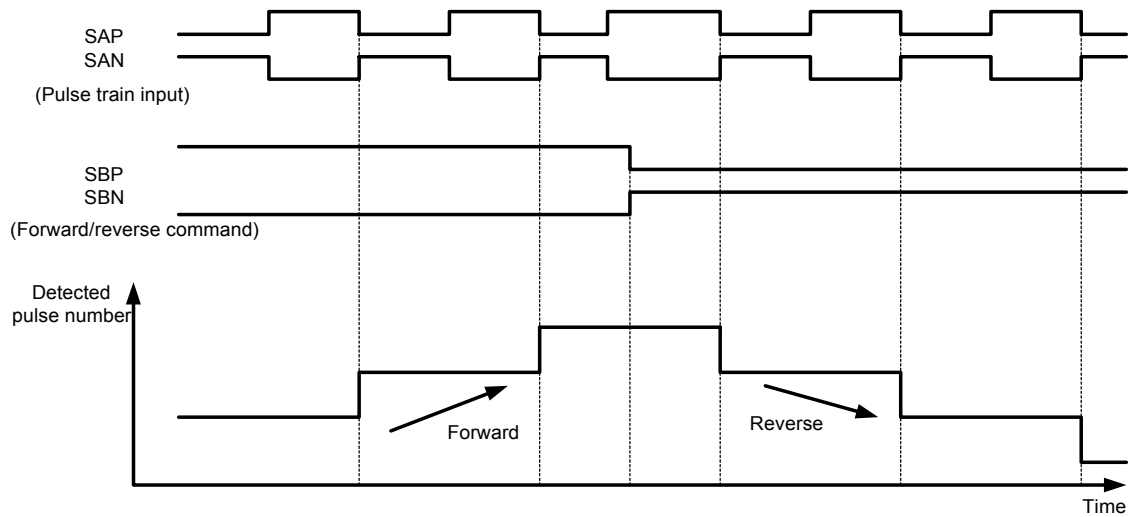 SAP
SAN
(Pulse train input)
SBP
SBN
(Forward/reverse command)
Detected
pulse number
Forward
Reverse
Time